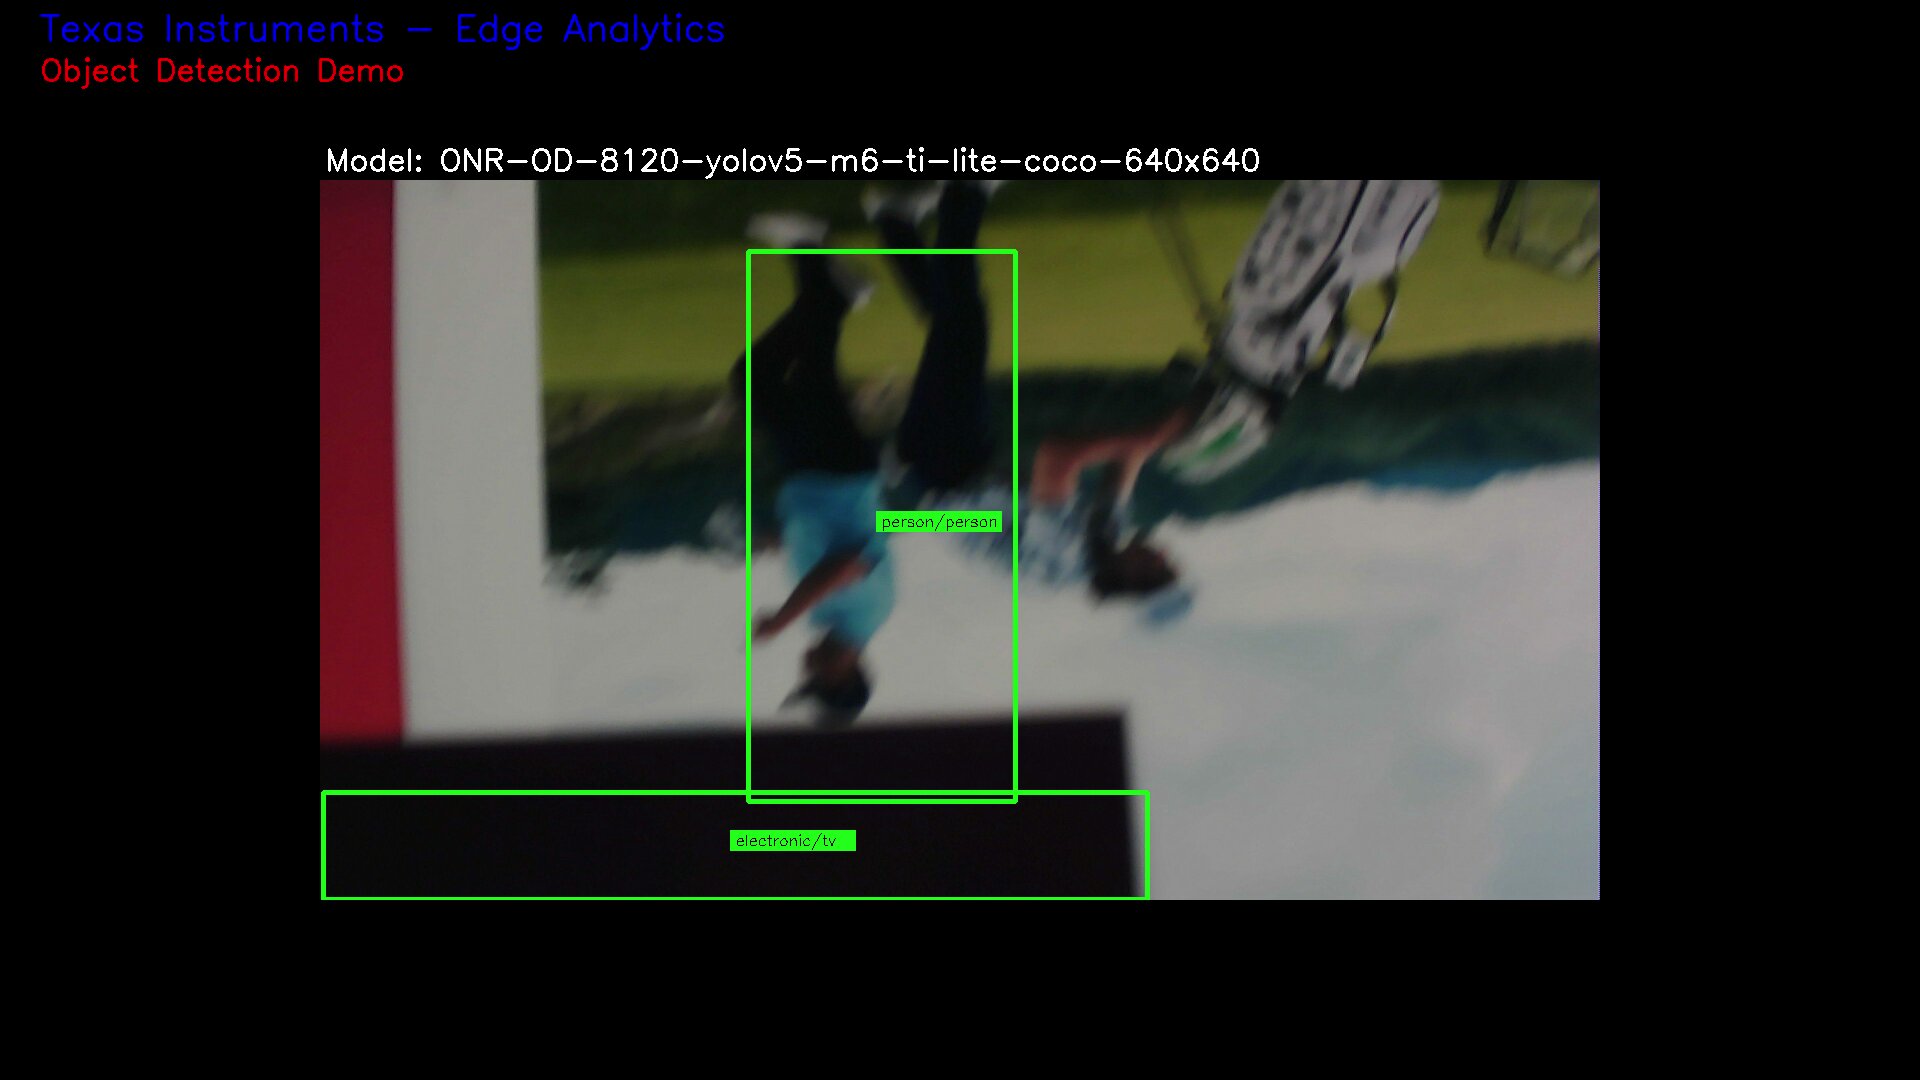 Texas Instruments – Edge Analytics
Object Detection Demo
Model: ONR-OD-8120-yolov5-m6-ti-lite-coco-640x640
person/person
electronic/tv